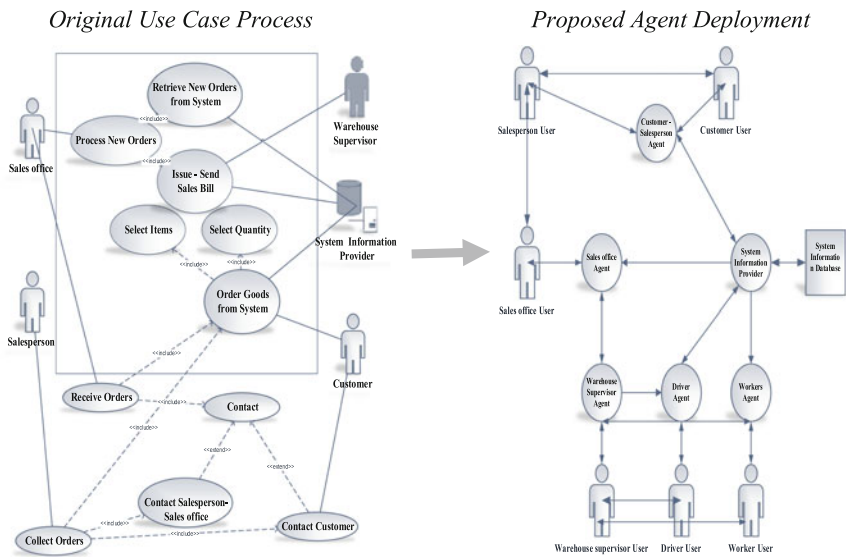 Original Use Case Process
Proposed Agent Deployment
Retrieve New Orders
from System
<<include>>
Process New Orders
<<include>>
Sales office
Warehouse
Supervisor
Issue - Send
Sales Bill
Select Items
Select Quantity
System Information
Provider
<<include>>
<<include>>
Order Goods
from System
Salesperson
<<include>>
Customer
Receive Orders
<<include>>
Contact
<<include>>
<<extend>>
<<extend>>
Contact Salesperson-
Sales office
<<include>>
Collect Orders
<<include>>
Contact Customer
Salesperson User
Customer -
Salesperson
Agent
Customer User
Sales office
Agent
System
Information
Provider
System
Informatio
n Database
Sales office User
Warehouse
Supervisor
Agent
Driver
Agent
Workers
Agent
Warehouse supervisor User
Driver User
Worker User